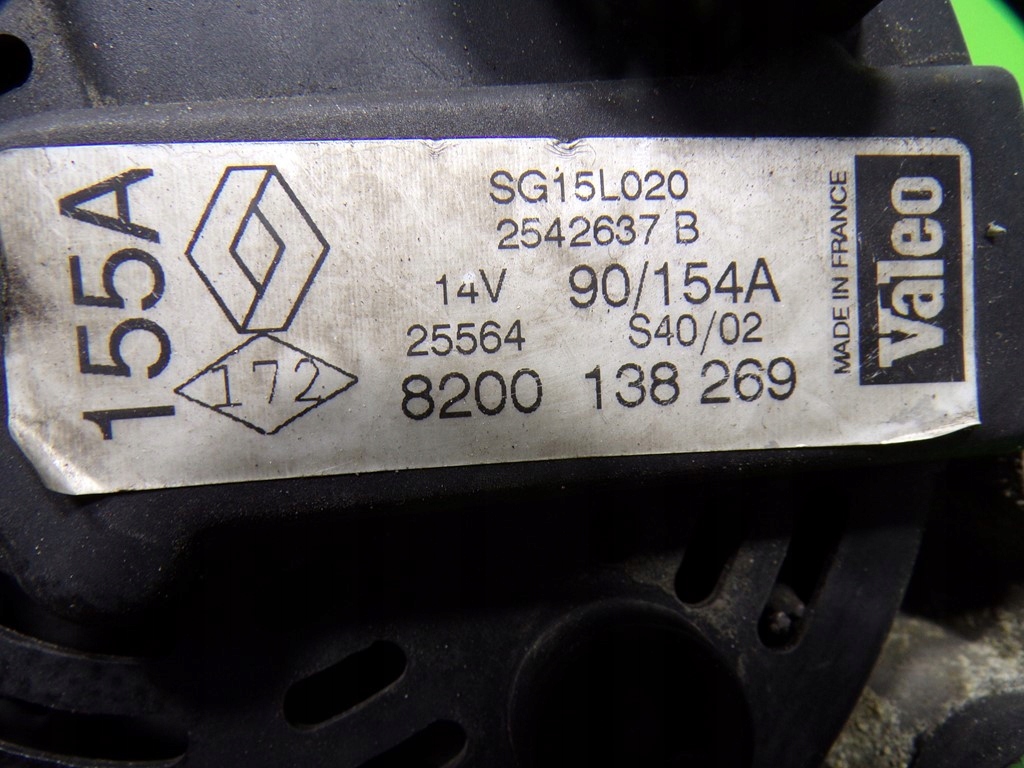 155A
172
SG15L020
2542637 B
14V 90/154A
25564 S40/02
8200 138 269
MADE IN FRANCE
Valeo